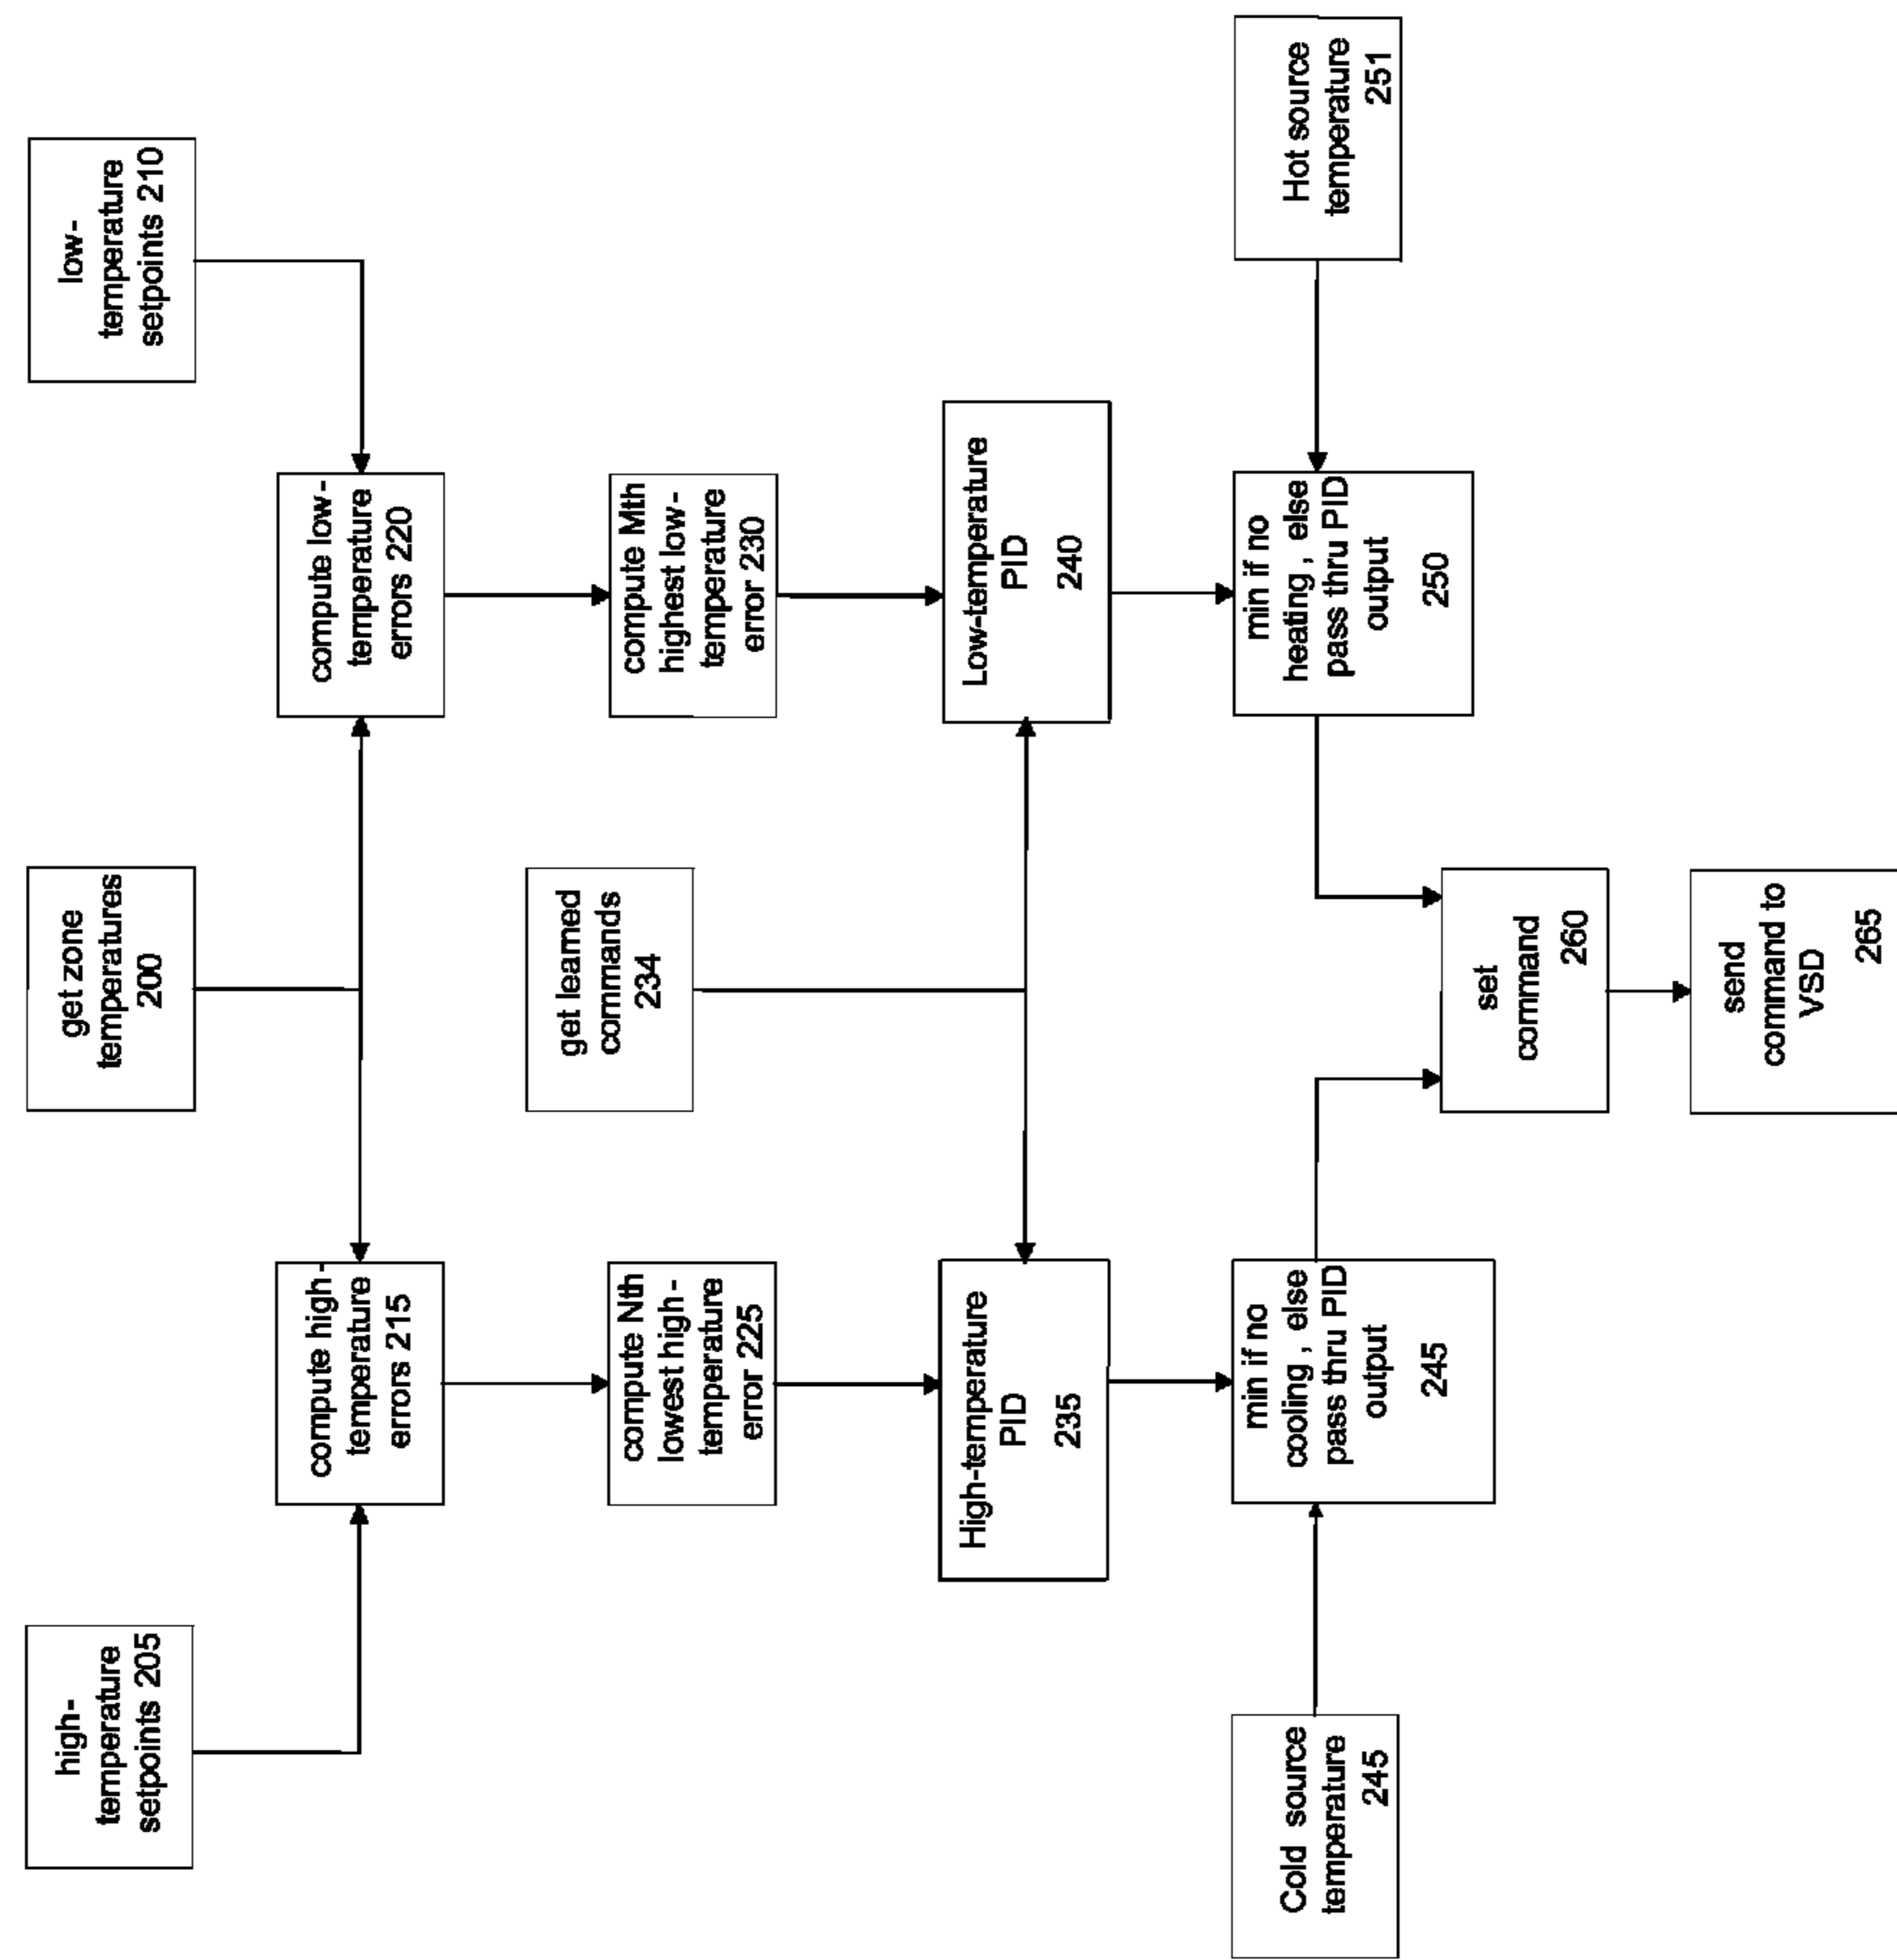 high-
temperature
setpoints 205
get zone
temperatures
200
low-
temperature
setpoints 210
compute high-
temperature
errors 215
compute low-
temperature
errors 220
get learned
commands
234
compute Nth
lowest high-
temperature
error 225
compute Mth
highest low-
temperature
error 230
High-temperature
PID
235
Low-temperature
PID
240
Cold source
temperature
245
min if no
cooling , else
pass thru PID
output
245
min if no
heating , else
pass thru PID
output
250
Hot source
temperature
251
set
command
260
send
command to
VSD
265